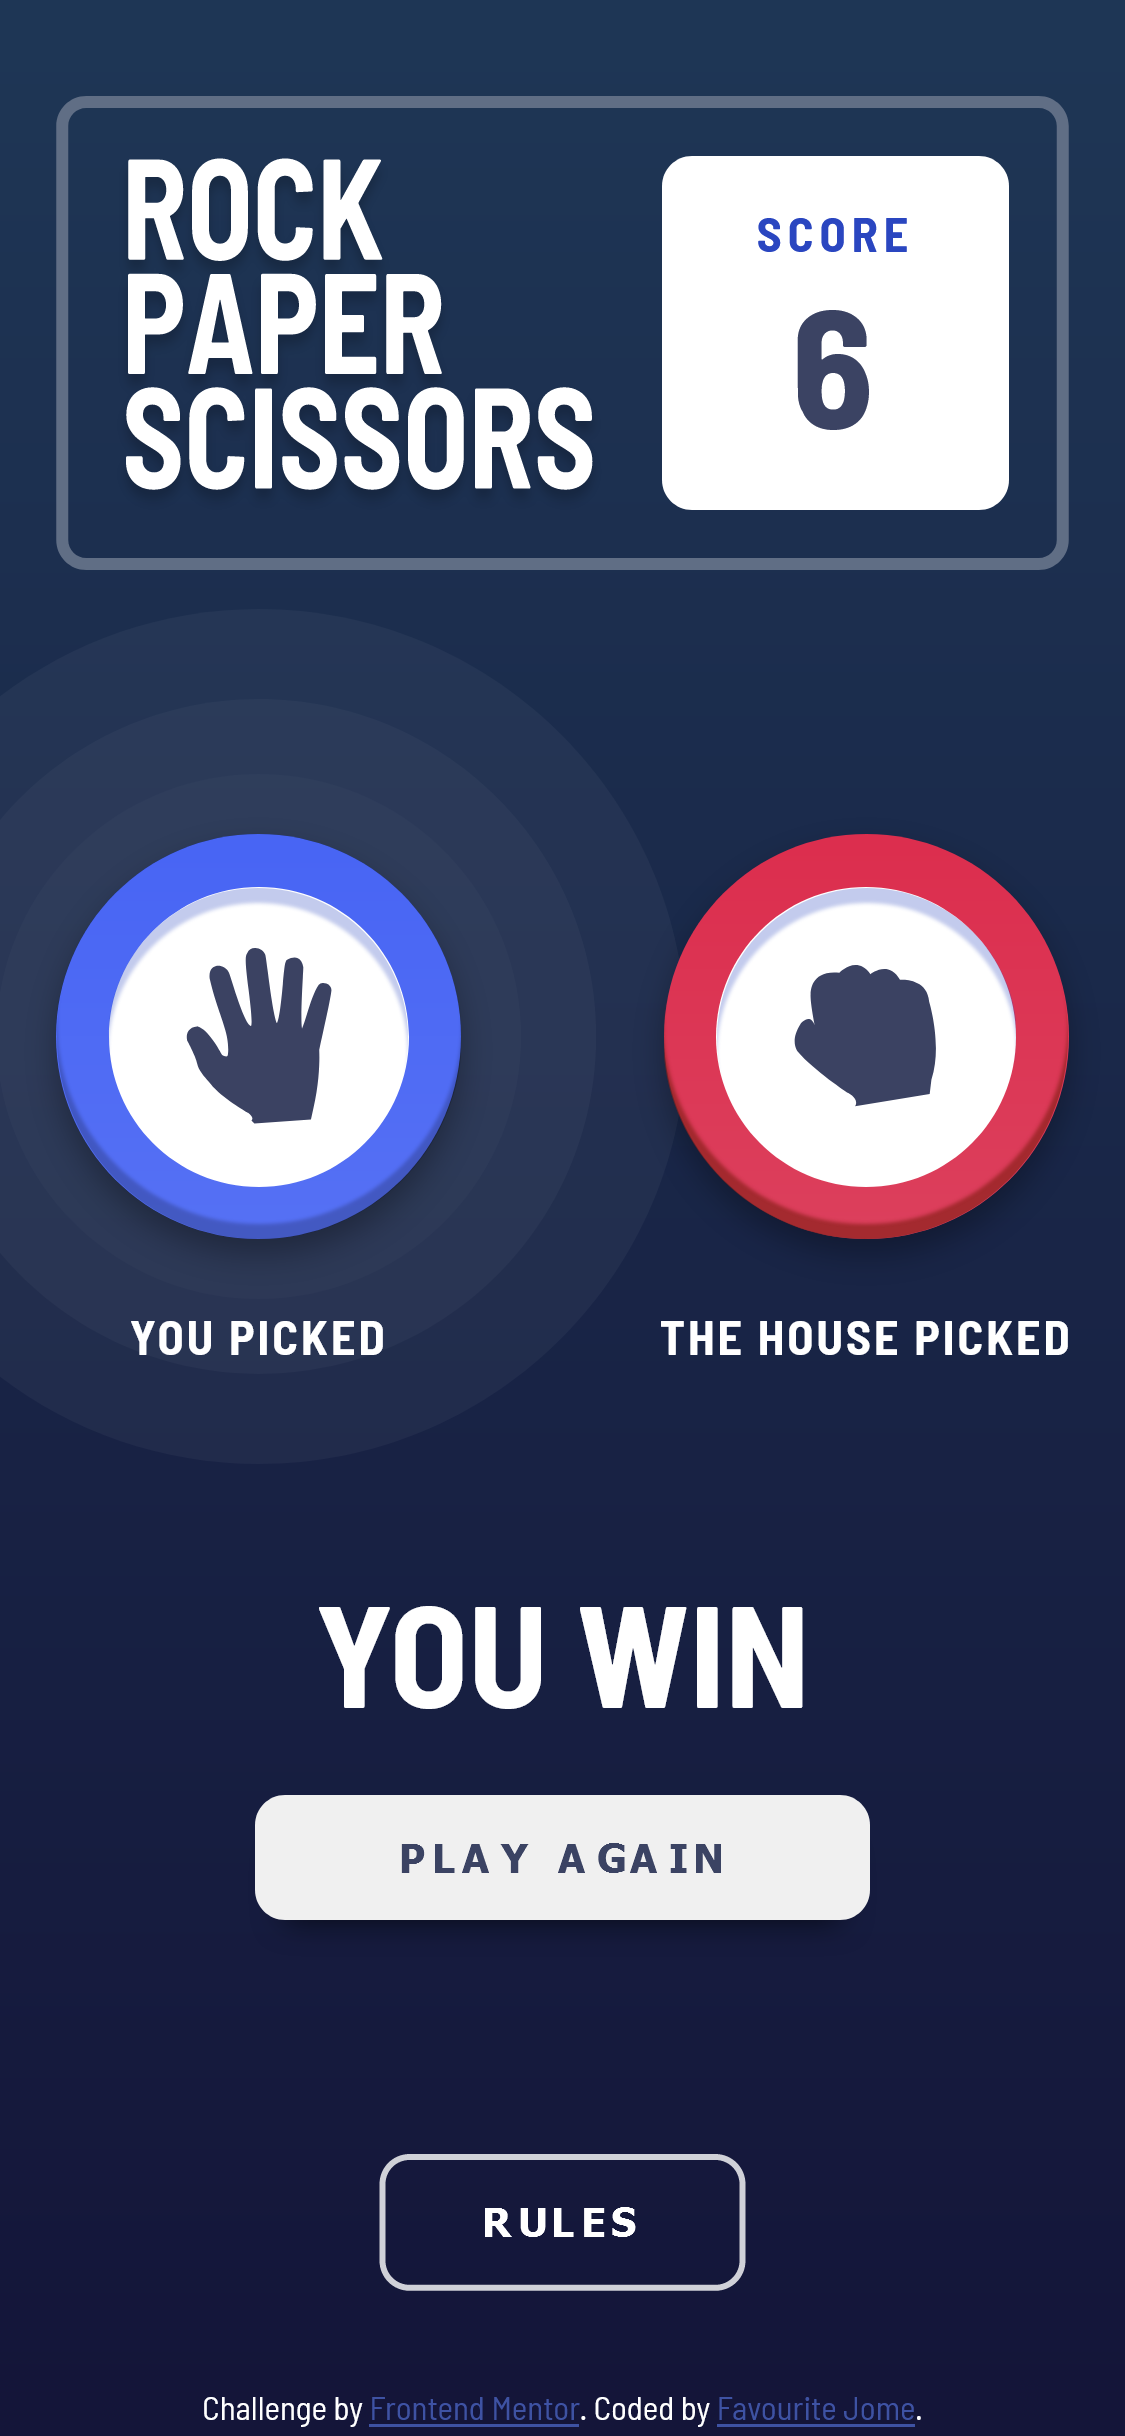 ROCK
PAPER
SCISSORS
SCORE
6
YOU PICKED
THE HOUSE PICKED
YOU WIN
PLAY AGAIN
RULES
Challenge by Frontend Mentor. Coded by Favourite Jome.